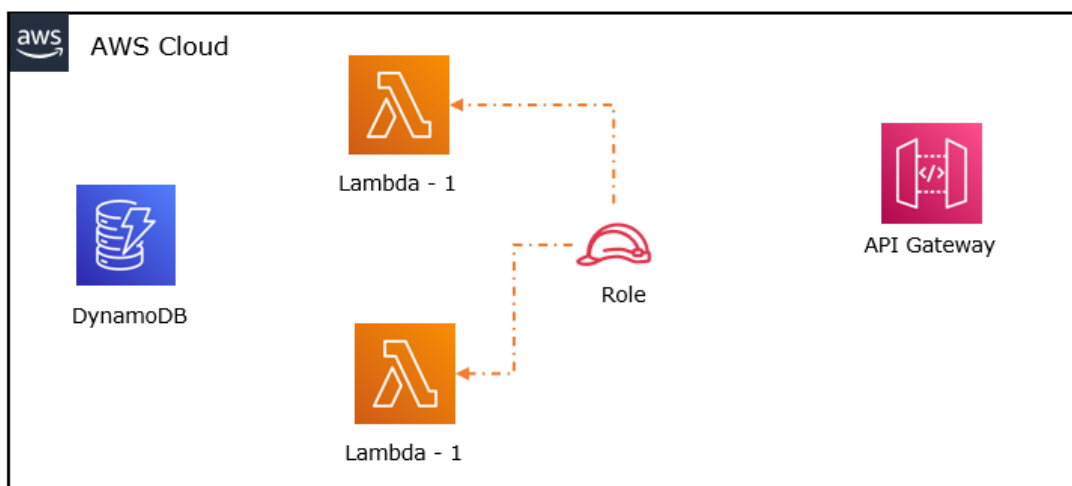 aws
AWS Cloud
Lambda - 1
</>
API Gateway
Role
DynamoDB
Lambda - 1